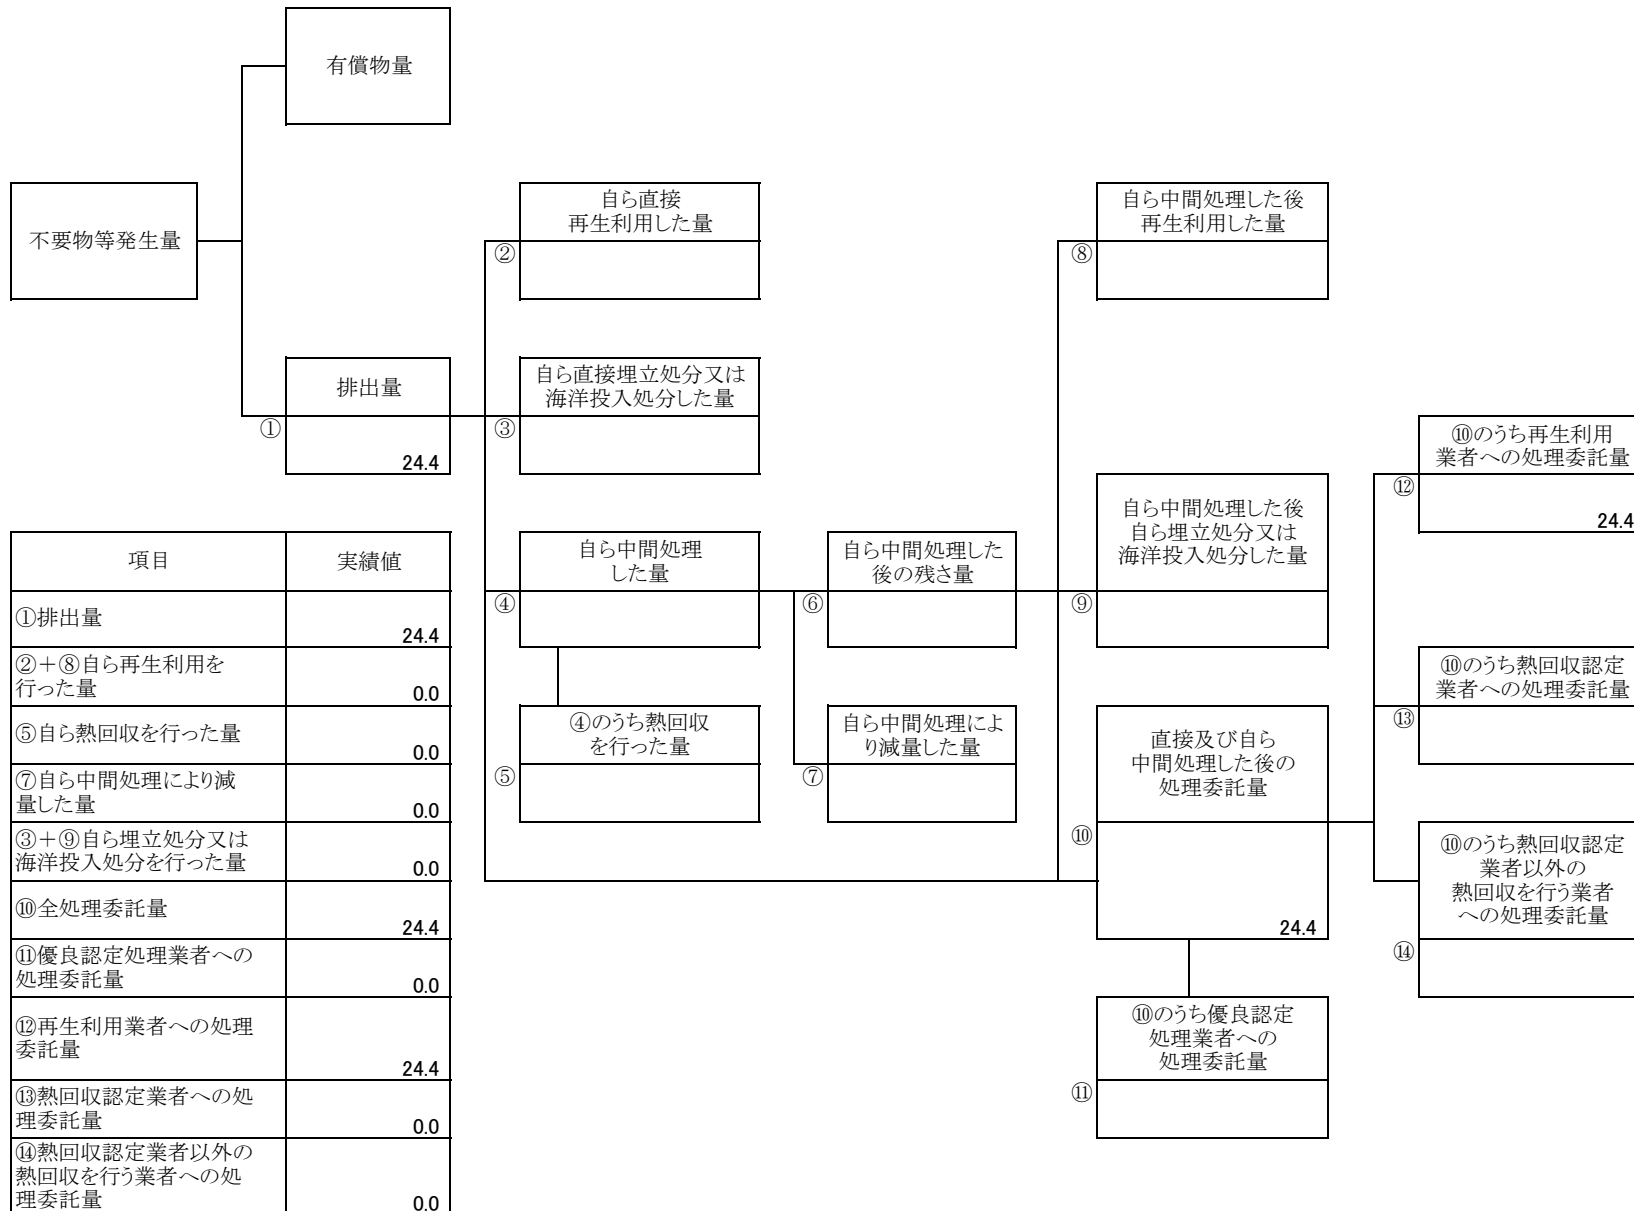 有償物量
不要物等発生量
自ら直接
再生利用した量
②
自ら中間処理した後
再生利用した量
⑧
排出量
①
24.4
自ら直接埋立処分又は
海洋投入処分した量
③
⑩のうち再生利用
業者への処理委託量
⑫
24.4
自ら中間処理した後
自ら埋立処分又は
海洋投入処分した量
⑨
自ら中間処理
した量
④
自ら中間処理した
後の残さ量
⑥
⑩のうち熱回収認定
業者への処理委託量
⑬
④のうち熱回収
を行った量
⑤
自ら中間処理によ
り減量した量
⑦
直接及び自ら
中間処理した後の
処理委託量
⑩
24.4
⑩のうち熱回収認定
業者以外の
熱回収を行う業者
への処理委託量
⑭
⑩のうち優良認定
処理業者への
処理委託量
⑪
項目 実績値
①排出量 24.4
②+⑧自ら再生利用を
行った量 0.0
⑤自ら熱回収を行った量 0.0
⑦自ら中間処理により減
量した量 0.0
③+⑨自ら埋立処分又は
海洋投入処分を行った量 0.0
⑩全処理委託量 24.4
⑪優良認定処理業者への
処理委託量 0.0
⑫再生利用業者への処理
委託量 24.4
⑬熱回収認定業者への処
理委託量 0.0
⑭熱回収認定業者以外の
熱回収を行う業者への処
理委託量 0.0